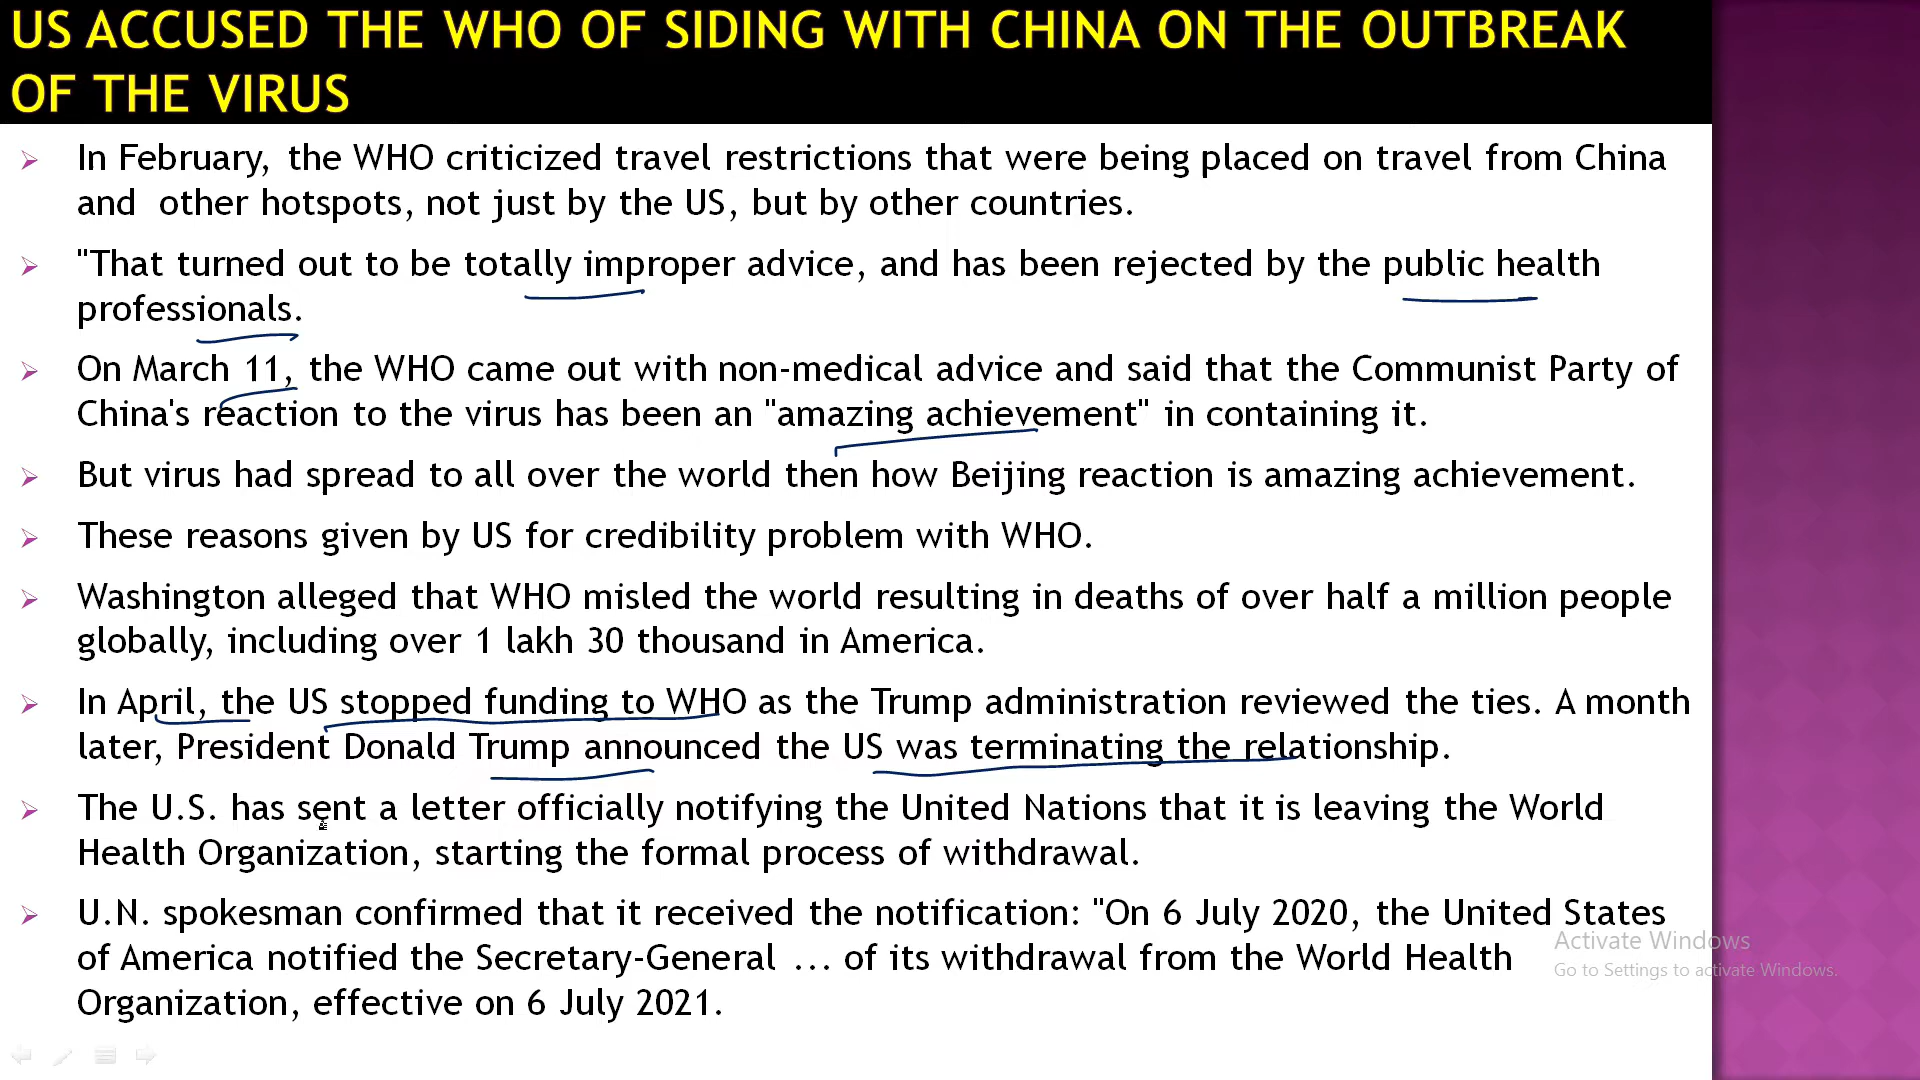 US ACCUSED THE WHO OF SIDING WITH CHINA ON THE OUTBREAK
OF THE VIRUS
In February, the WHO criticized travel restrictions that were being placed on travel from China
and other hotspots, not just by the US, but by other countries.
"That turned out to be totally improper advice, and has been rejected by the public health
professionals.
On March 11, the WHO came out with non-medical advice and said that the Communist Party of
China's reaction to the virus has been an "amazing achievement" in containing it.
But virus had spread to all over the world then how Beijing reaction is amazing achievement.
These reasons given by US for credibility problem with WHO.
Washington alleged that WHO misled the world resulting in deaths of over half a million people
globally, including over 1 lakh 30 thousand in America.
In April, the US stopped funding to WHO as the Trump administration reviewed the ties. A month
later, President Donald Trump announced the US was terminating the relationship.
The U.S. has sent a letter officially notifying the United Nations that it is leaving the World
Health Organization, starting the formal process of withdrawal.
U.N. spokesman confirmed that it received the notification: "On 6 July 2020, the United States
of America notified the Secretary-General ... of its withdrawal from the World Health
Organization, effective on 6 July 2021.
Activate Windows
Go to Settings to activate Windows.